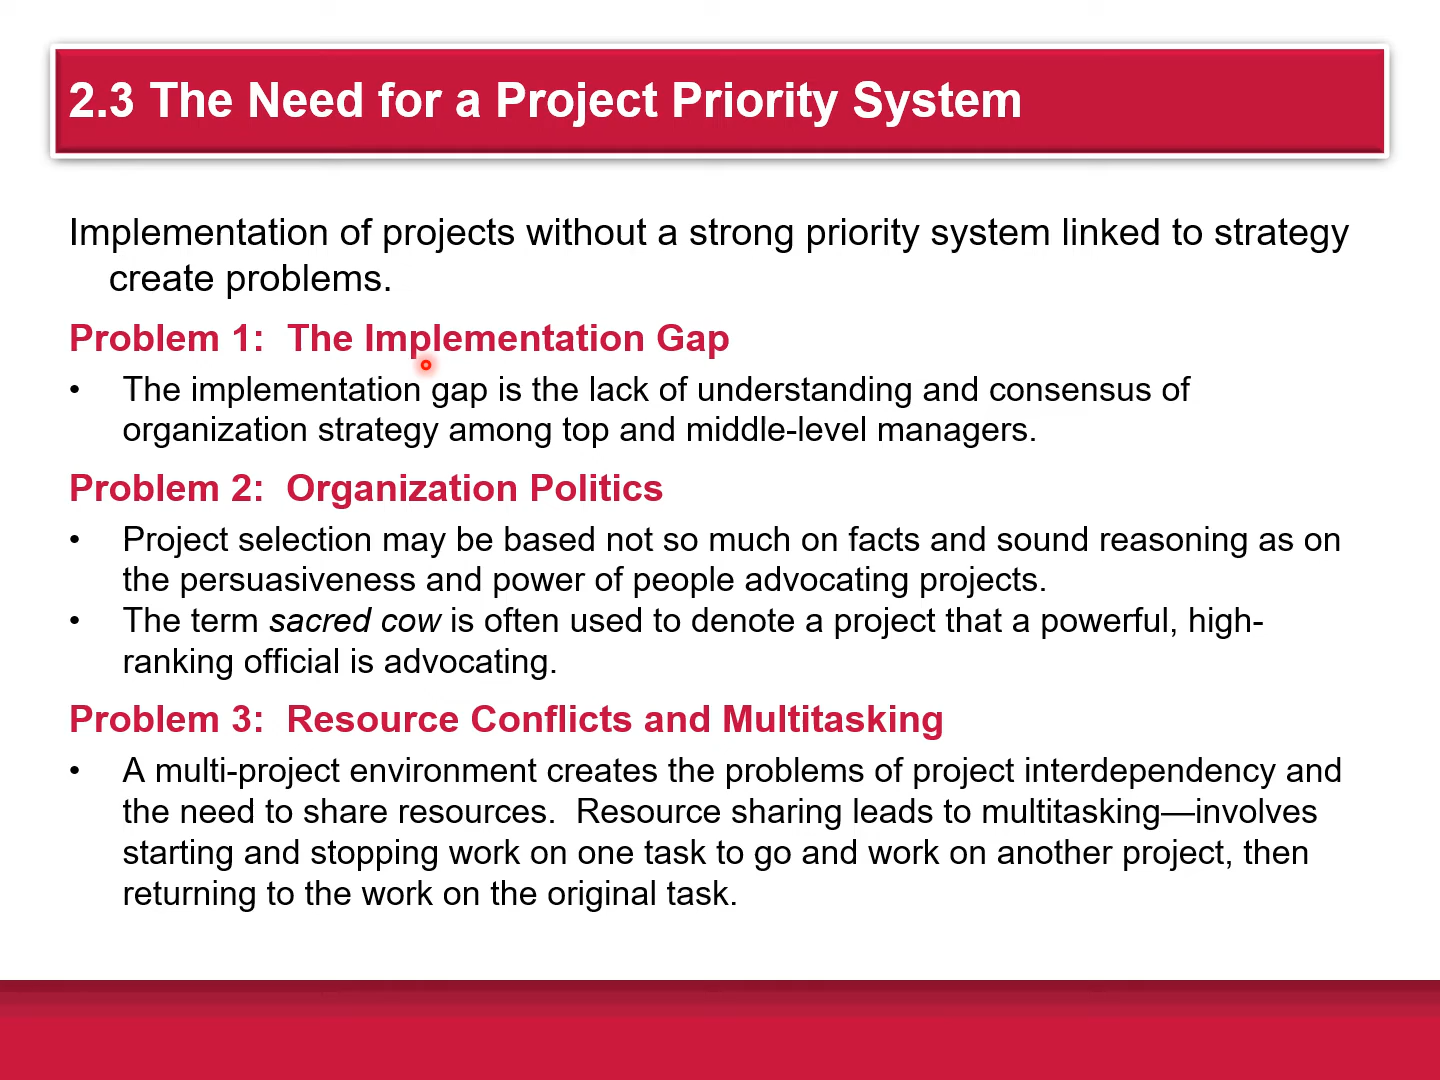 2.3 The Need for a Project Priority System
Implementation of projects without a strong priority system linked to strategy
create problems.
Problem 1:  The Implementation Gap
• The implementation gap is the lack of understanding and consensus of
organization strategy among top and middle-level managers.
Problem 2:  Organization Politics
• Project selection may be based not so much on facts and sound reasoning as on
the persuasiveness and power of people advocating projects.
• The term sacred cow is often used to denote a project that a powerful, high-
ranking official is advocating.
Problem 3:  Resource Conflicts and Multitasking
• A multi-project environment creates the problems of project interdependency and
the need to share resources.  Resource sharing leads to multitasking—involves
starting and stopping work on one task to go and work on another project, then
returning to the work on the original task.